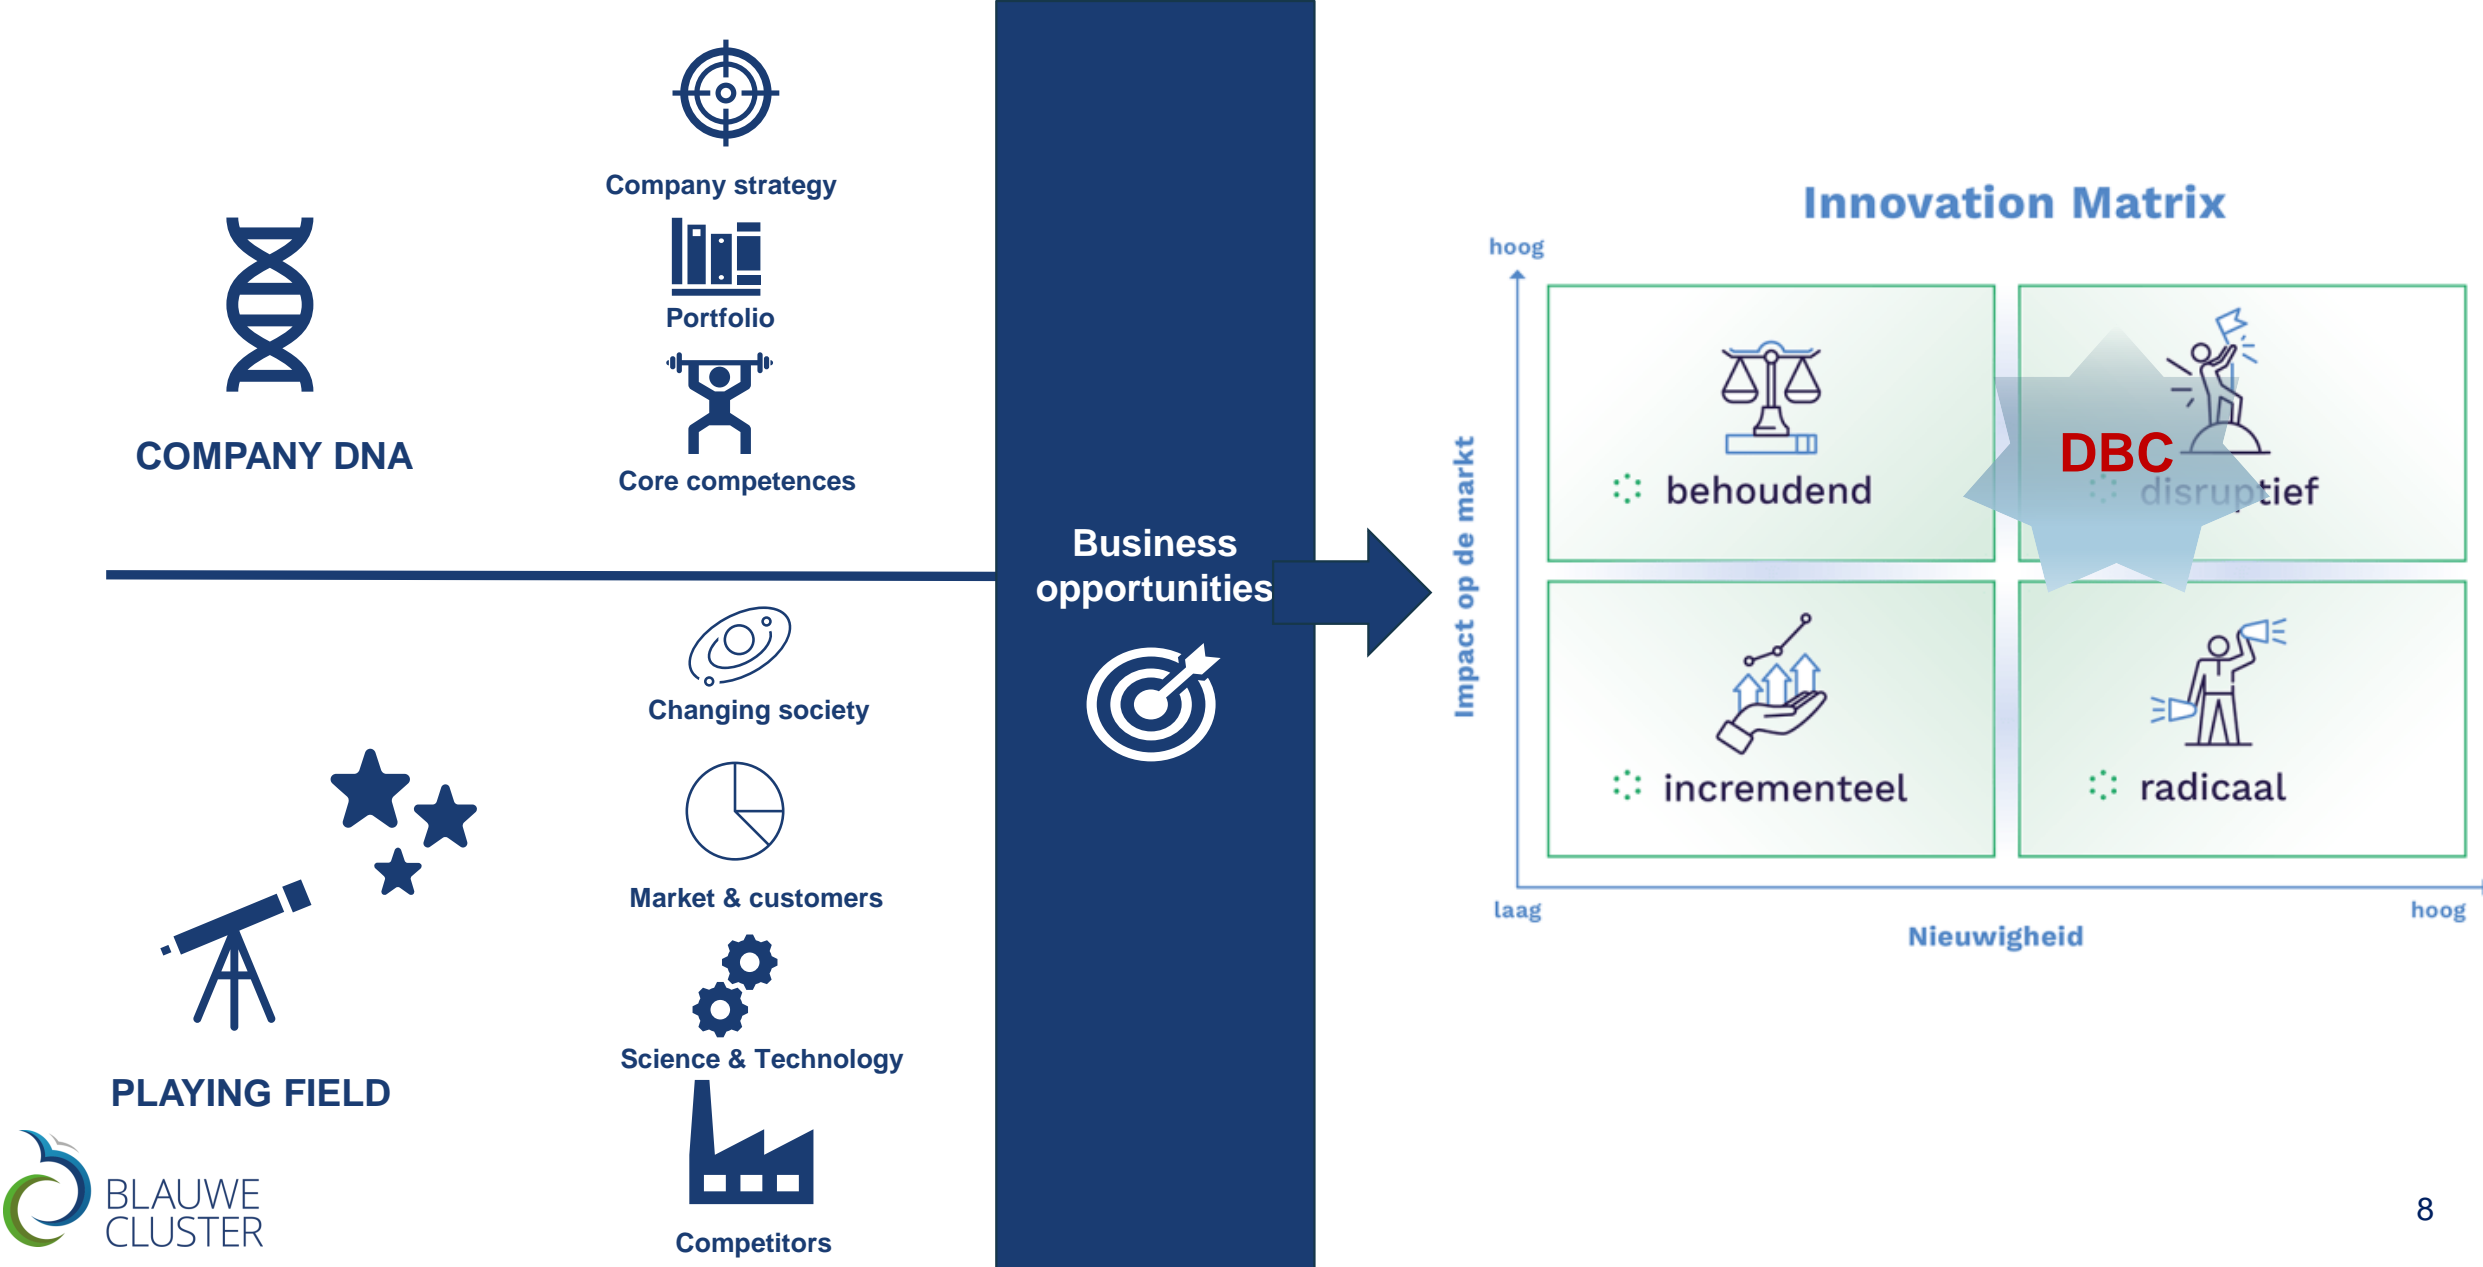 Company strategy
Portfolio
Core competences
COMPANY DNA
Changing society
Market & customers
Science & Technology
Competitors
PLAYING FIELD
BLAUWE
CLUSTER
Business
opportunities
Innovation Matrix
hoog
Impact op de markt
behoudend
DBC
disruptief
incrementeel
radicaal
laag
hoog
Nieuwigheid
8